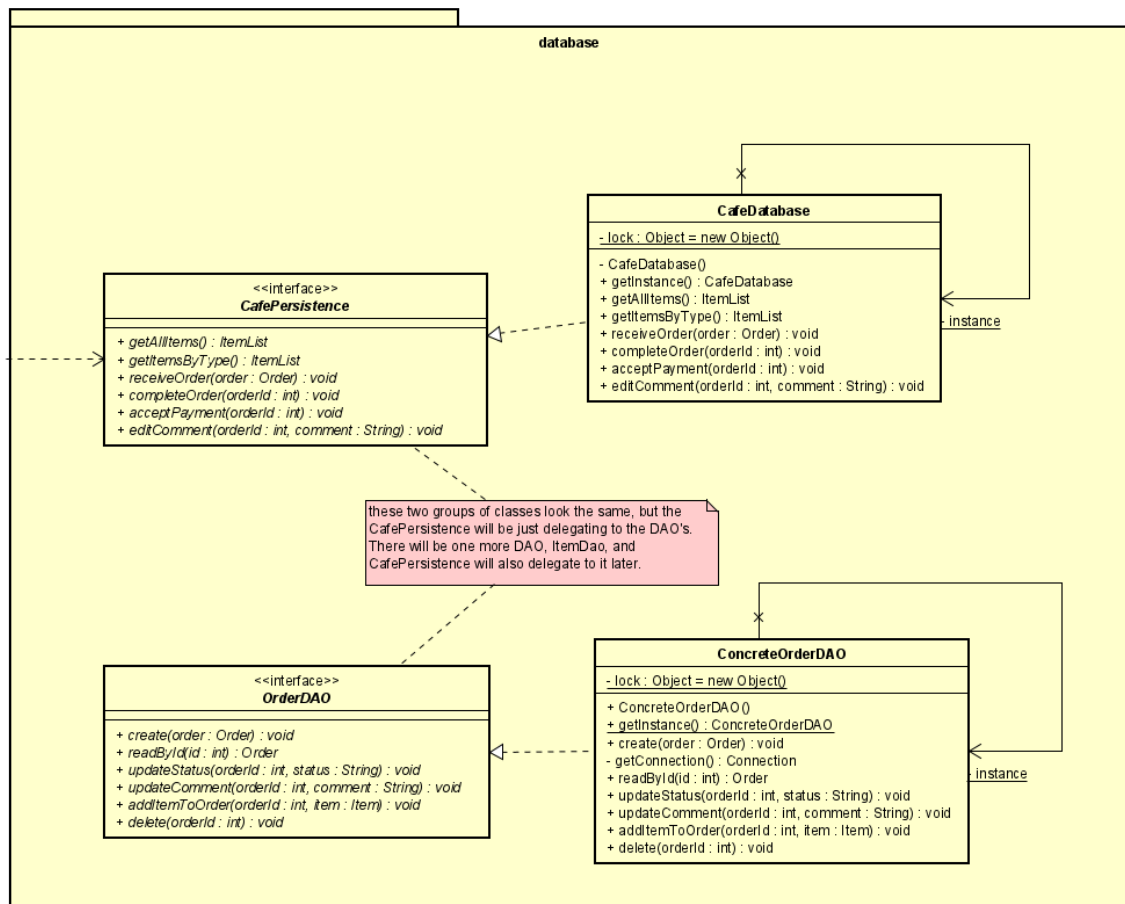 database
CafeDatabase
- lock : Object = new Object()
- CafeDatabase()
+ getInstance() : CafeDatabase
+ getAllItems() : ItemList
+ getItemsByType() : ItemList
+ receiveOrder(order : Order) : void
+ completeOrder(orderId : int) : void
+ acceptPayment(orderId : int) : void
+ editComment(orderId : int, comment : String) : void
- instance
<<interface>>
CafePersistence
+ getAllItems() : ItemList
+ getItemsByType() : ItemList
+ receiveOrder(order : Order) : void
+ completeOrder(orderId : int) : void
+ acceptPayment(orderId : int) : void
+ editComment(orderId : int, comment : String) : void
these two groups of classes look the same, but the
CafePersistence will be just delegating to the DAO's.
There will be one more DAO, ItemDao, and
CafePersistence will also delegate to it later.
<<interface>>
OrderDAO
+ create(order : Order) : void
+ readById(id : int) : Order
+ updateStatus(orderId : int, status : String) : void
+ updateComment(orderId : int, comment : String) : void
+ addItemToOrder(orderId : int, item : Item) : void
+ delete(orderId : int) : void
ConcreteOrderDAO
- lock : Object = new Object()
+ ConcreteOrderDAO()
+ getInstance() : ConcreteOrderDAO
+ create(order : Order) : void
- getConnection() : Connection
+ readById(id : int) : Order
+ updateStatus(orderId : int, status : String) : void
+ updateComment(orderId : int, comment : String) : void
+ addItemToOrder(orderId : int, item : Item) : void
+ delete(orderId : int) : void
- instance